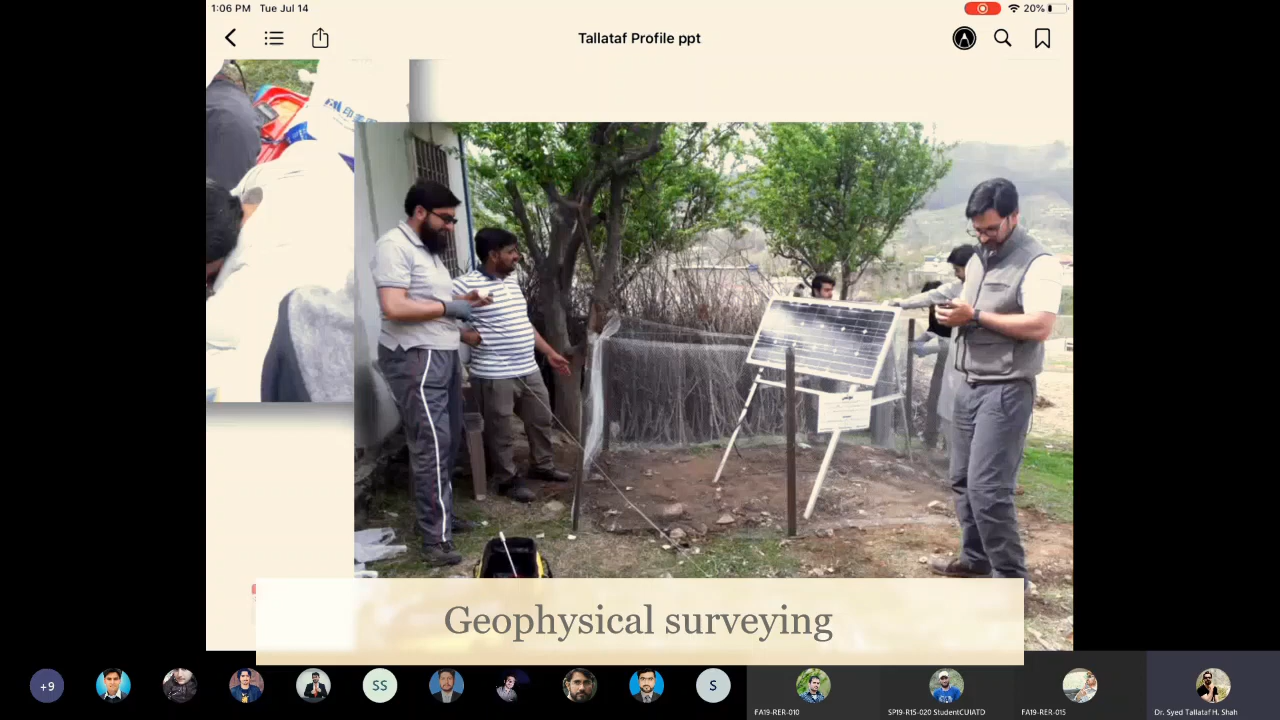 1:06 PM Tue Jul 14
20%
Tallataf Profile ppt
Geophysical surveying
+9
SS
S
FA19-RER-010
SP19-R15-020 StudentCUIATD
FA19-RER-015
Dr. Syed Tallataf H. Shah